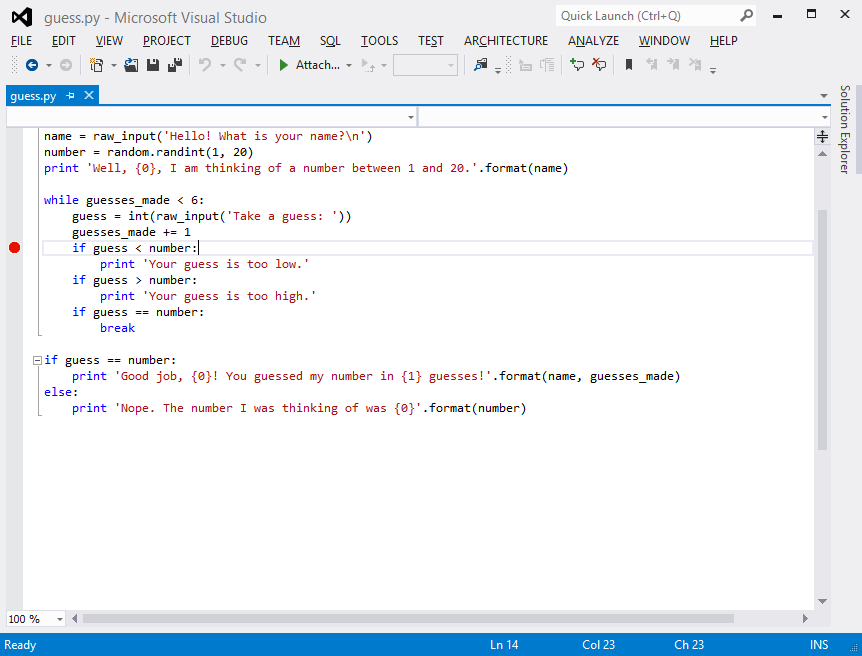 guess.py - Microsoft Visual Studio
Quick Launch (Ctrl+Q)
FILE EDIT VIEW PROJECT DEBUG TEAM SQL TOOLS TEST ARCHITECTURE ANALYZE WINDOW HELP
Attach...
guess.py
Solution Explorer
name = raw_input('Hello! What is your name?\n')
number = random.randint(1, 20)
print 'Well, {0}, I am thinking of a number between 1 and 20.'.format(name)
while guesses_made < 6:
guess = int(raw_input('Take a guess: '))
guesses_made += 1
if guess < number:
print 'Your guess is too low.'
if guess > number:
print 'Your guess is too high.'
if guess == number:
break
if guess == number:
print 'Good job, {0}! You guessed my number in {1} guesses!'.format(name, guesses_made)
else:
print 'Nope. The number I was thinking of was {0}'.format(number)
100 %
Ready Ln 14 Col 23 Ch 23 INS